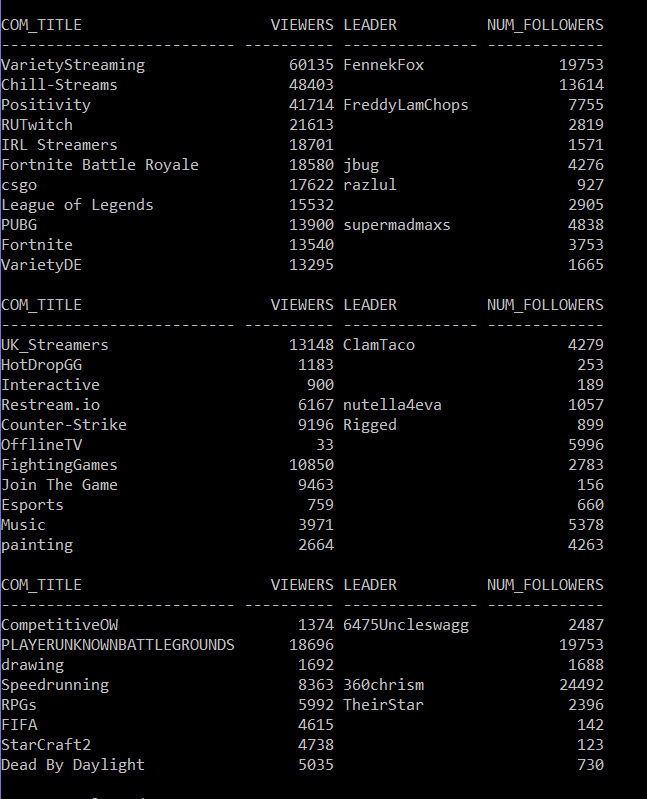 COM_TITLE VIEWERS LEADER NUM_FOLLOWERS
-------------------------- ---------- --------------- -------------
VarietyStreaming 60135 FennekFox 19753
Chill-Streams 48403 13614
Positivity 41714 FreddyLamChops 7755
RUTwitch 21613 2819
IRL Streamers 18701 1571
Fortnite Battle Royale 18580 jbug 4276
csgo 17622 razlul 927
League of Legends 15532 2905
PUBG 13900 supermadmaxs 4838
Fortnite 13540 3753
VarietyDE 13295 1665
COM_TITLE VIEWERS LEADER NUM_FOLLOWERS
-------------------------- ---------- --------------- -------------
UK_Streamers 13148 ClamTaco 4279
HotDropGG 1183 253
Interactive 900 189
Restream.io 6167 nutella4eva 1057
Counter-Strike 9196 Rigged 899
OfflineTV 33 5996
FightingGames 10850 2783
Join The Game 9463 156
Esports 759 660
Music 3971 5378
painting 2664 4263
COM_TITLE VIEWERS LEADER NUM_FOLLOWERS
-------------------------- ---------- --------------- -------------
CompetitiveOW 1374 6475Uncleswagg 2487
PLAYERUNKNOWNBATTLEGROUNDS 18696 19753
drawing 1692 1688
Speedrunning 8363 360chrism 24492
RPGs 5992 TheirStar 2396
FIFA 4615 142
StarCraft2 4738 123
Dead By Daylight 5035 730